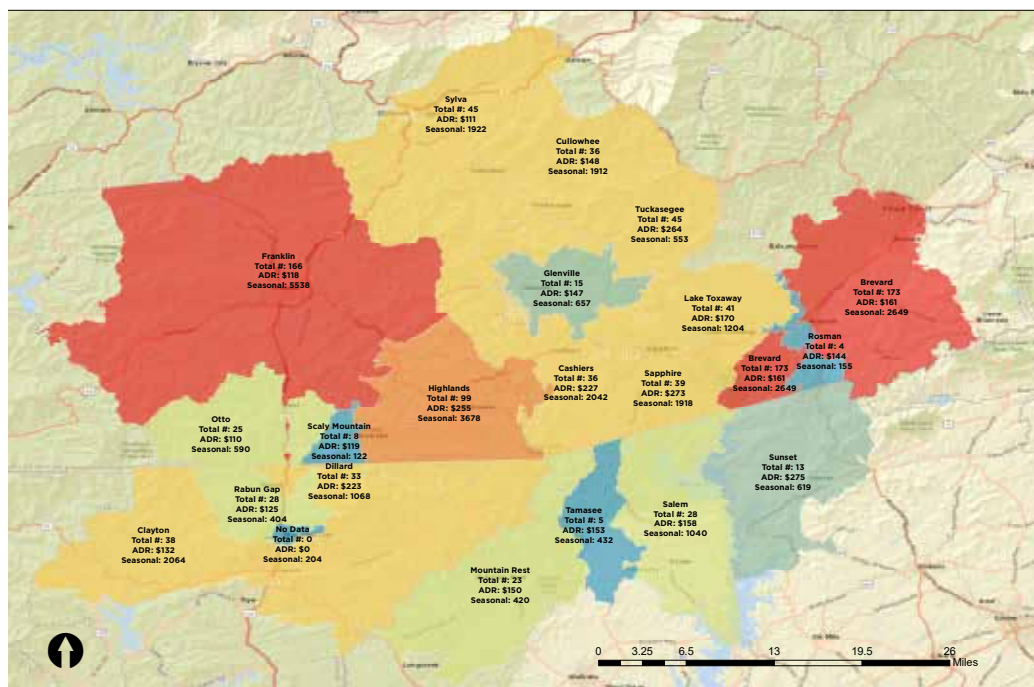 Sylva
Total #: 45
ADR: $111
Seasonal: 1922
Cullowhee
Total #: 36
ADR: $148
Seasonal: 1912
Tuckasegee
Total #: 45
ADR: $264
Seasonal: 553
Franklin
Total #: 166
ADR: $118
Seasonal: 5538
Glenville
Total #: 15
ADR: $147
Seasonal: 657
Lake Toxaway
Total #: 41
ADR: $170
Seasonal: 1204
Brevard
Total #: 173
ADR: $161
Seasonal: 2649
Rosman
Total #: 4
ADR: $144
Seasonal: 155
Brevard
Total #: 173
ADR: $161
Seasonal: 2649
Cashiers
Total #: 36
ADR: $227
Seasonal: 2042
Sapphire
Total #: 39
ADR: $273
Seasonal: 1918
Highlands
Total #: 99
ADR: $255
Seasonal: 3678
Otto
Total #: 25
ADR: $110
Seasonal: 590
Scaly Mountain
Total #: 8
ADR: $119
Seasonal: 122
Dillard
Total #: 33
ADR: $223
Seasonal: 1068
Rabun Gap
Total #: 28
ADR: $125
Seasonal: 404
Sunset
Total #: 13
ADR: $275
Seasonal: 619
Clayton
Total #: 38
ADR: $132
Seasonal: 2064
No Data
Total #: 0
ADR: $0
Seasonal: 204
Tamasee
Total #: 5
ADR: $153
Seasonal: 432
Salem
Total #: 28
ADR: $158
Seasonal: 1040
Mountain Rest
Total #: 23
ADR: $150
Seasonal: 420
0 3.25 6.5 13 19.5 26
Miles